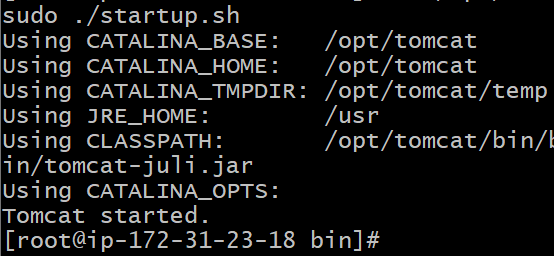 sudo ./startup.sh
Using CATALINA_BASE:   /opt/tomcat
Using CATALINA_HOME:   /opt/tomcat
Using CATALINA_TMPDIR: /opt/tomcat/temp
Using JRE_HOME:        /usr
Using CLASSPATH:       /opt/tomcat/bin/b
in/tomcat-juli.jar
Using CATALINA_OPTS:
Tomcat started.
[root@ip-172-31-23-18 bin]#